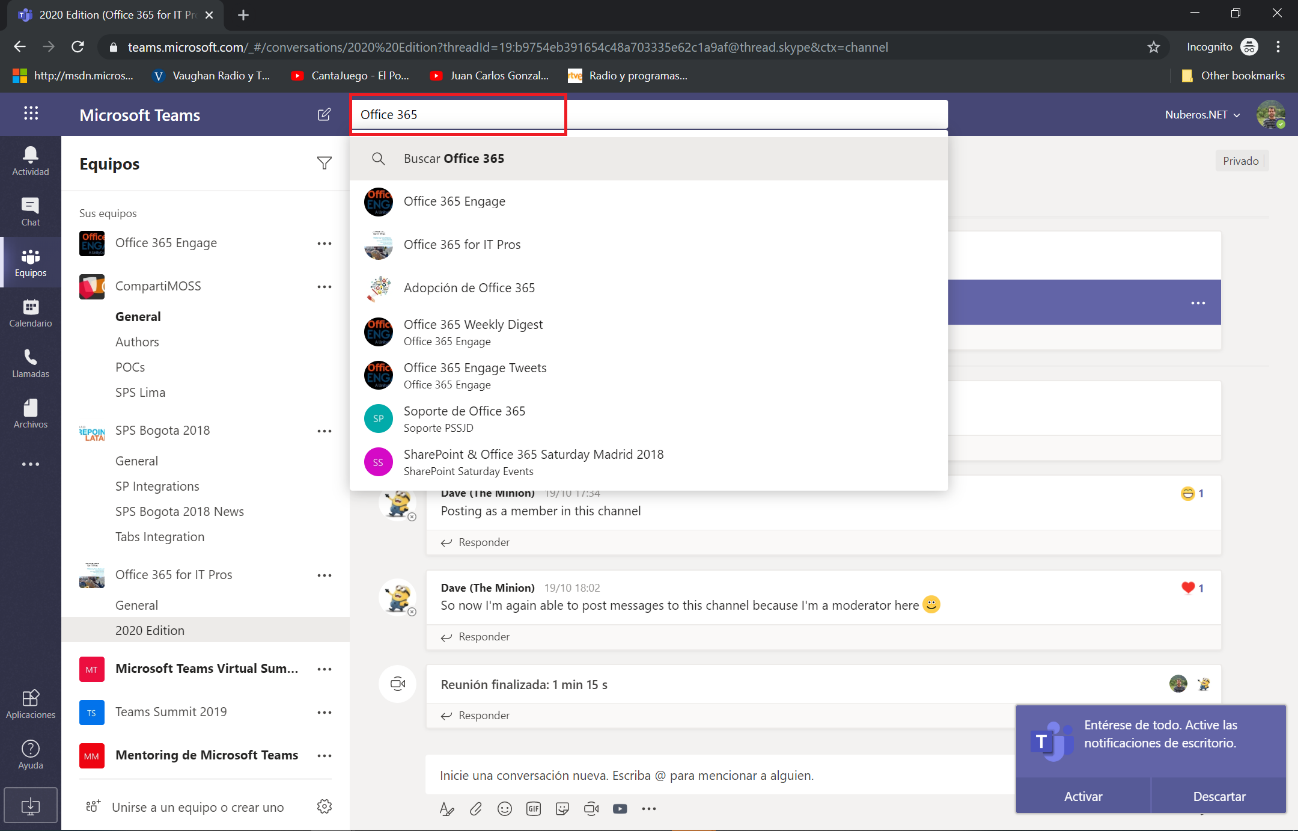 2020 Edition (Office 365 for IT Pr
teams.microsoft.com/_#/conversations/2020%20Edition?threadId=19:b9754eb391654c48a703335e62c1a9af@thread.skype&ctx=channel
Incognito
http://msdn.micros...
Vaughan Radio y T...
CantaJuego - El Po...
Juan Carlos Gonzal...
rtve
Radio y programas...
Other bookmarks
Microsoft Teams
Office 365
Nuberos.NET
Actividad
Chat
Equipos
Calendario
Llamadas
Archivos
Aplicaciones
Ayuda
Equipos
Sus equipos
Office 365 Engage
CompartiMOSS
General
Authors
POCs
SPS Lima
SPS Bogota 2018
General
SP Integrations
SPS Bogota 2018 News
Tabs Integration
Office 365 for IT Pros
General
2020 Edition
MT
Microsoft Teams Virtual Sum...
TS
Teams Summit 2019
MM
Mentoring de Microsoft Teams
Unirse a un equipo o crear uno
Buscar Office 365
Office 365 Engage
Office 365 for IT Pros
Adopción de Office 365
Office 365 Weekly Digest
Office 365 Engage
Office 365 Engage Tweets
Office 365 Engage
SP
Soporte de Office 365
Soporte PSSJD
SS
SharePoint & Office 365 Saturday Madrid 2018
SharePoint Saturday Events
Privado
Dave (The Minion) 19/10 17:34
1
Posting as a member in this channel
Responder
Dave (The Minion) 19/10 18:02
1
So now I'm again able to post messages to this channel because I'm a moderator here
Responder
Reunión finalizada: 1 min 15 s
Responder
Inicie una conversación nueva. Escriba @ para mencionar a alguien.
GIF
T
Entérese de todo. Active las
notificaciones de escritorio.
Activar
Descartar